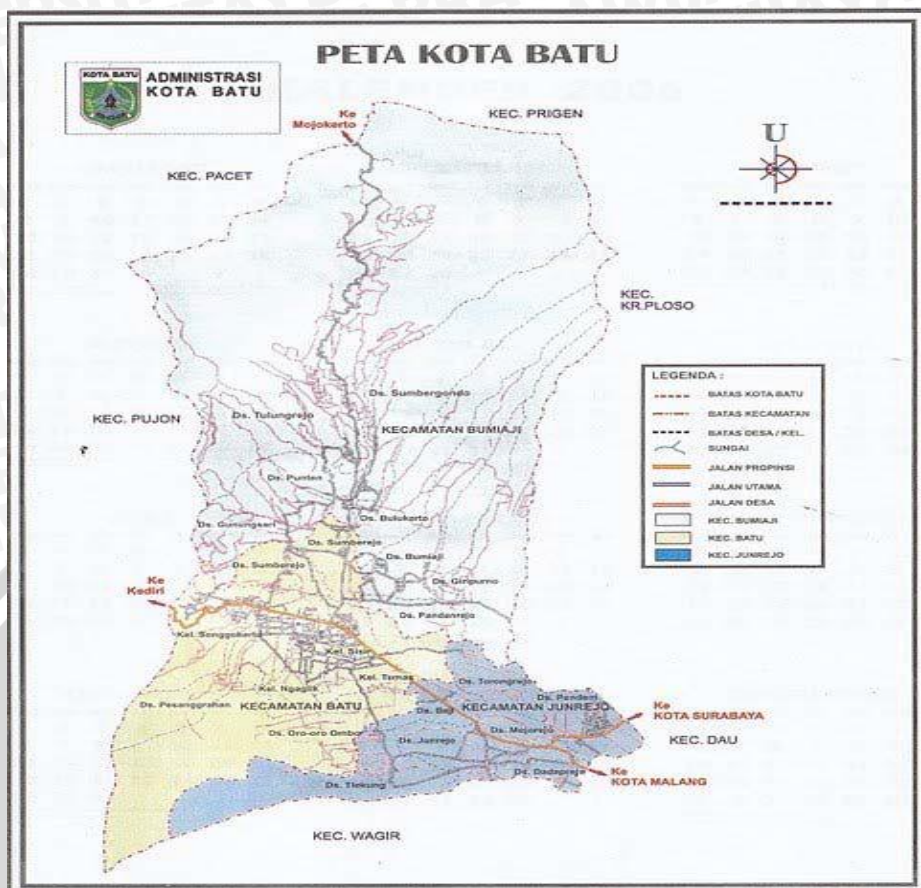 PETA KOTA BATU
KOTA BATU
ADMINISTRASI
KOTA BATU
Ke
Mojokerto
KEC. PRIGEN
U
KEC. PACET
KEC.
KR.PLOSO
LEGENDA :
BATAS KOTA BATU
BATAS KECAMATAN
BATAS DESA / KEL.
SUNGAI
JALAN PROPINSI
JALAN UTAMA
JALAN DESA
KEC. BUMIAJI
KEC. BATU
KEC. JUNREJO
KEC. PUJON
Ds. Sumbergondo
Ds. Tulungrejo
KECAMATAN BUMIAJI
Ds. Punten
Ds. Gunungsari
Ds. Bulukerto
Ds. Sumberejo
Ds. Bumiaji
Ds. Sumberejo
Ds. Giripurno
Ke
Kediri
Ds. Pandanrejo
Kel. Songgokerto
Kel. Sisir
Kel. Temas
Ds. Torongrejo
Kel. Ngaglik
Ds. Pendem
Ds. Pesanggrahan
KECAMATAN BATU
Ds. Beji
KECAMATAN JUNREJO
Ke
KOTA SURABAYA
Ds. Oro-oro Ombo
Ds. Junrejo
Ds. Mojorejo
KEC. DAU
Ds. Dadaprejo
Ke
KOTA MALANG
Ds. Tlekung
KEC. WAGIR